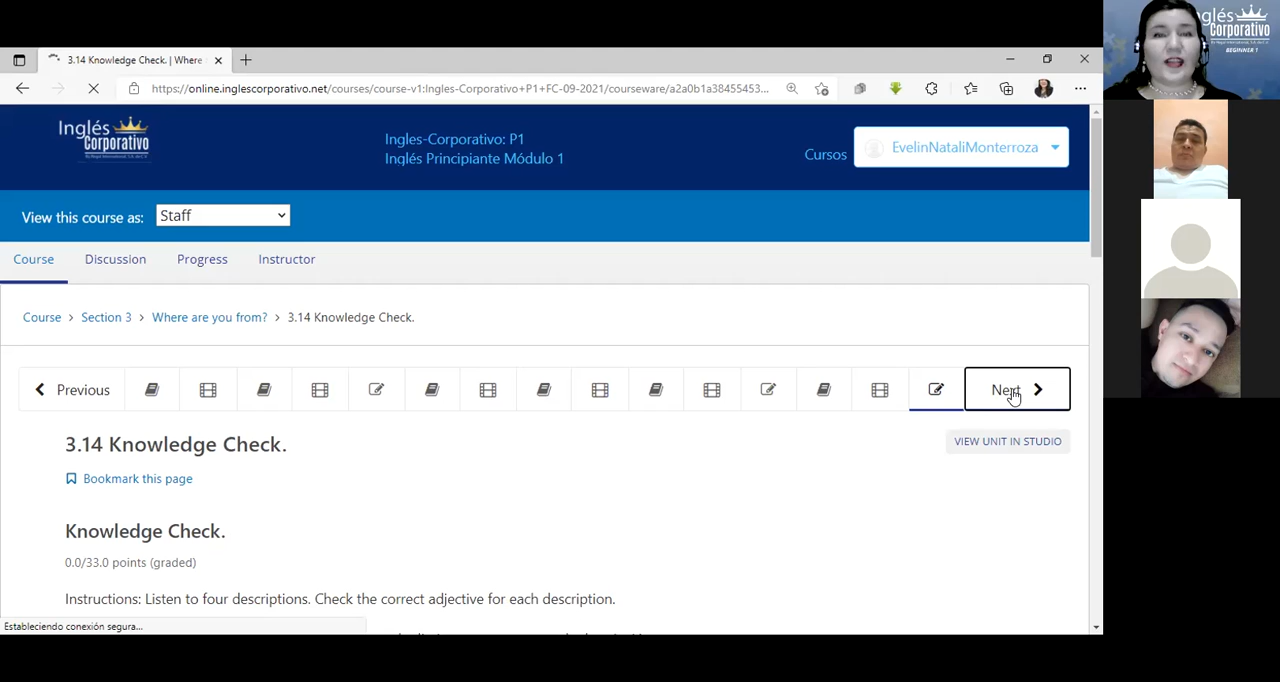 3.14 Knowledge Check. | Where
https://online.inglescorporativo.net/courses/course-v1:Ingles-Corporativo+P1+FC-09-2021/courseware/a2a0b1a38455453...
Inglés
Corporativo
Ingles-Corporativo: P1
Inglés Principiante Módulo 1
Cursos
EvelinNataliMonterroza
View this course as:
Staff
Course
Discussion
Progress
Instructor
Course > Section 3 > Where are you from? > 3.14 Knowledge Check.
Previous
Next
3.14 Knowledge Check.
VIEW UNIT IN STUDIO
Bookmark this page
Knowledge Check.
0.0/33.0 points (graded)
Instructions: Listen to four descriptions. Check the correct adjective for each description.
Estableciendo conexión segura...
glés
Corporativo
BEGINNER 1